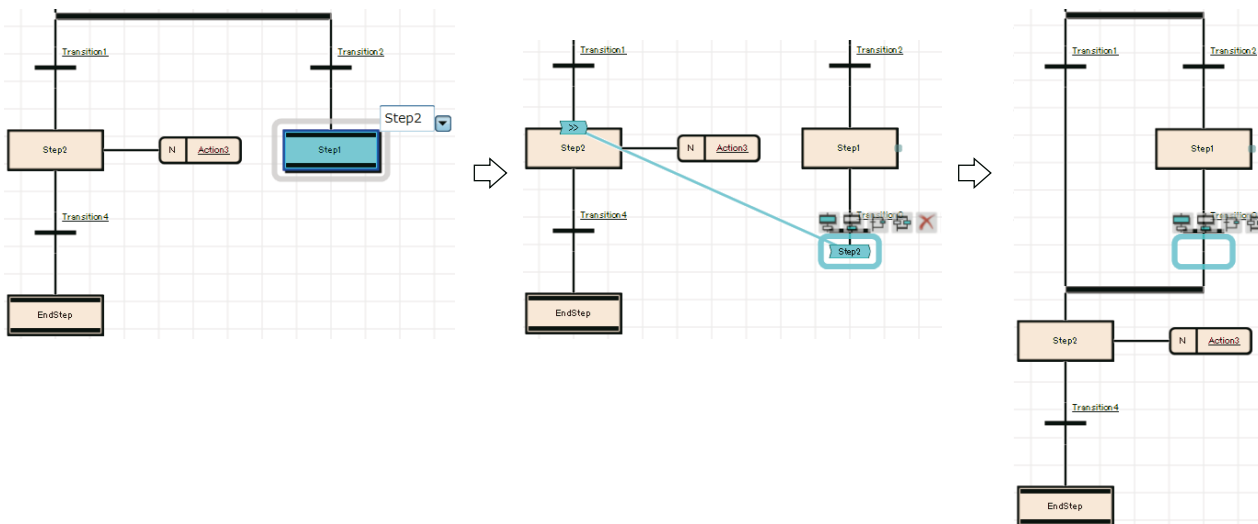 Transition1
Transition2
Step2
Step2
N
Action3
Step1
Transition4
EndStep
Transition1
Transition2
>>
Step2
N
Action3
Step1
Transition4
Step2
EndStep
Transition1
Transition2
Step1
Step2
N
Action3
Transition4
EndStep